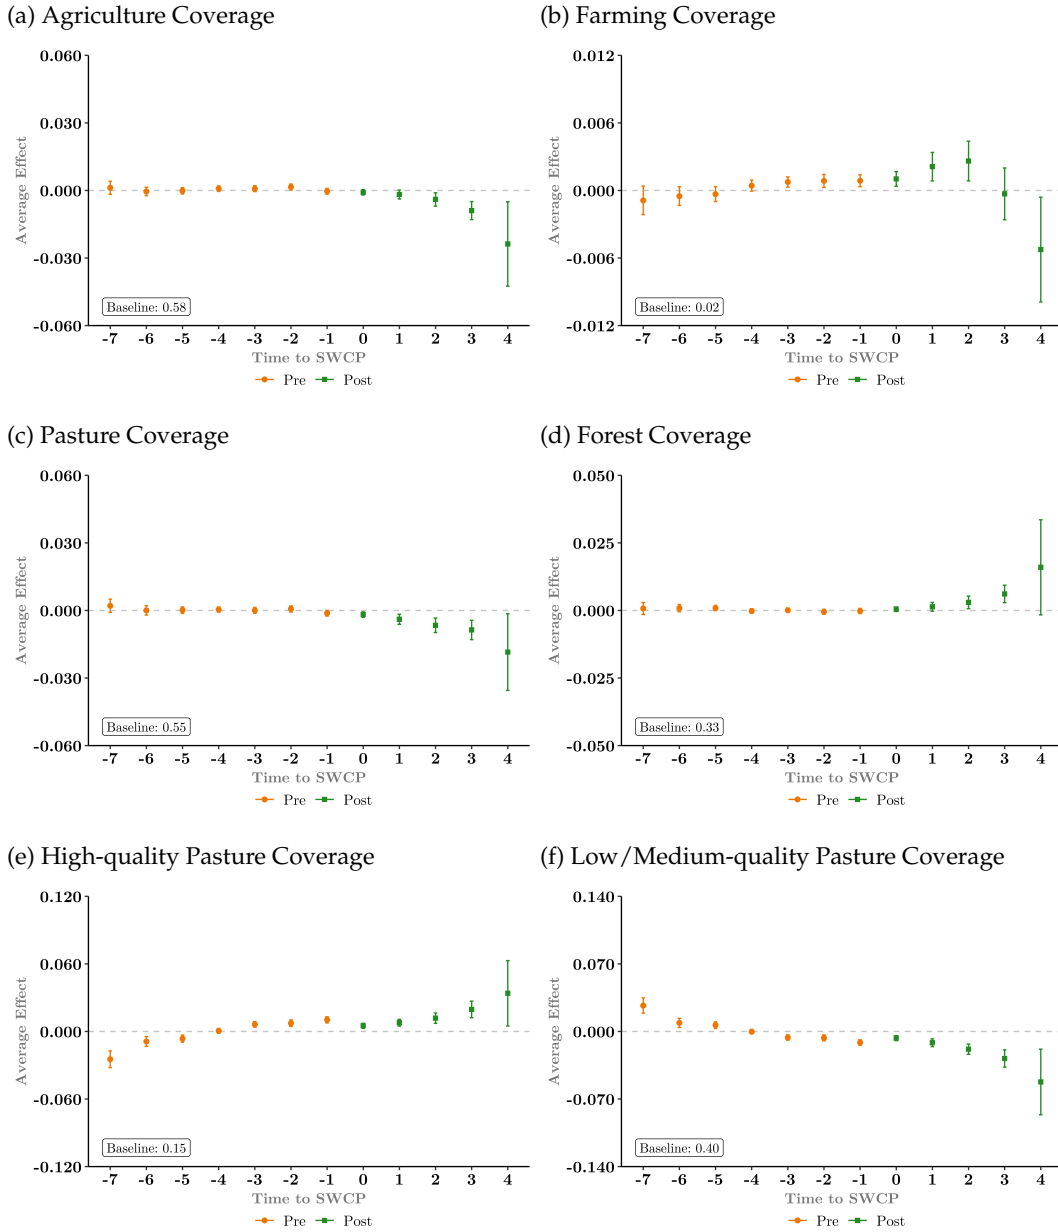 (a) Agriculture Coverage
0.060
0.030
0.000
-0.030
-0.060
Average Effect
Baseline: 0.58
-7 -6 -5 -4 -3 -2 -1 0 1 2 3 4
Time to SWCP
Pre Post
(b) Farming Coverage
0.012
0.006
0.000
-0.006
-0.012
Average Effect
Baseline: 0.02
-7 -6 -5 -4 -3 -2 -1 0 1 2 3 4
Time to SWCP
Pre Post
(c) Pasture Coverage
0.060
0.030
0.000
-0.030
-0.060
Average Effect
Baseline: 0.55
-7 -6 -5 -4 -3 -2 -1 0 1 2 3 4
Time to SWCP
Pre Post
(d) Forest Coverage
0.050
0.025
0.000
-0.025
-0.050
Average Effect
Baseline: 0.33
-7 -6 -5 -4 -3 -2 -1 0 1 2 3 4
Time to SWCP
Pre Post
(e) High-quality Pasture Coverage
0.120
0.060
0.000
-0.060
-0.120
Average Effect
Baseline: 0.15
-7 -6 -5 -4 -3 -2 -1 0 1 2 3 4
Time to SWCP
Pre Post
(f) Low/Medium-quality Pasture Coverage
0.140
0.070
0.000
-0.070
-0.140
Average Effect
Baseline: 0.40
-7 -6 -5 -4 -3 -2 -1 0 1 2 3 4
Time to SWCP
Pre Post